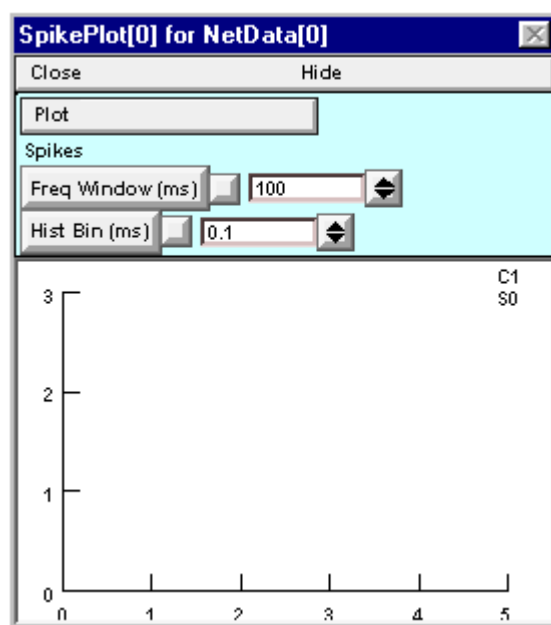 SpikePlot[0] for NetData[0]
Close Hide
Plot
Spikes
Freq Window (ms) 100
Hist Bin (ms) 0.1
C1
3 S0
2
1
0
0 1 2 3 4 5